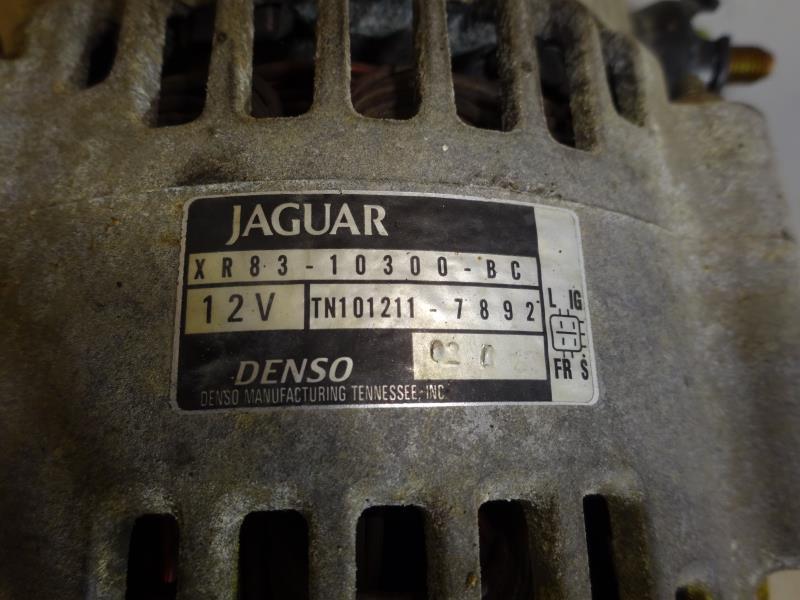 JAGUAR
XR83-10300-BC
12V TN101211-7892
L IG
DENSO
FR S
DENSO MANUFACTURING TENNESSEE, INC.